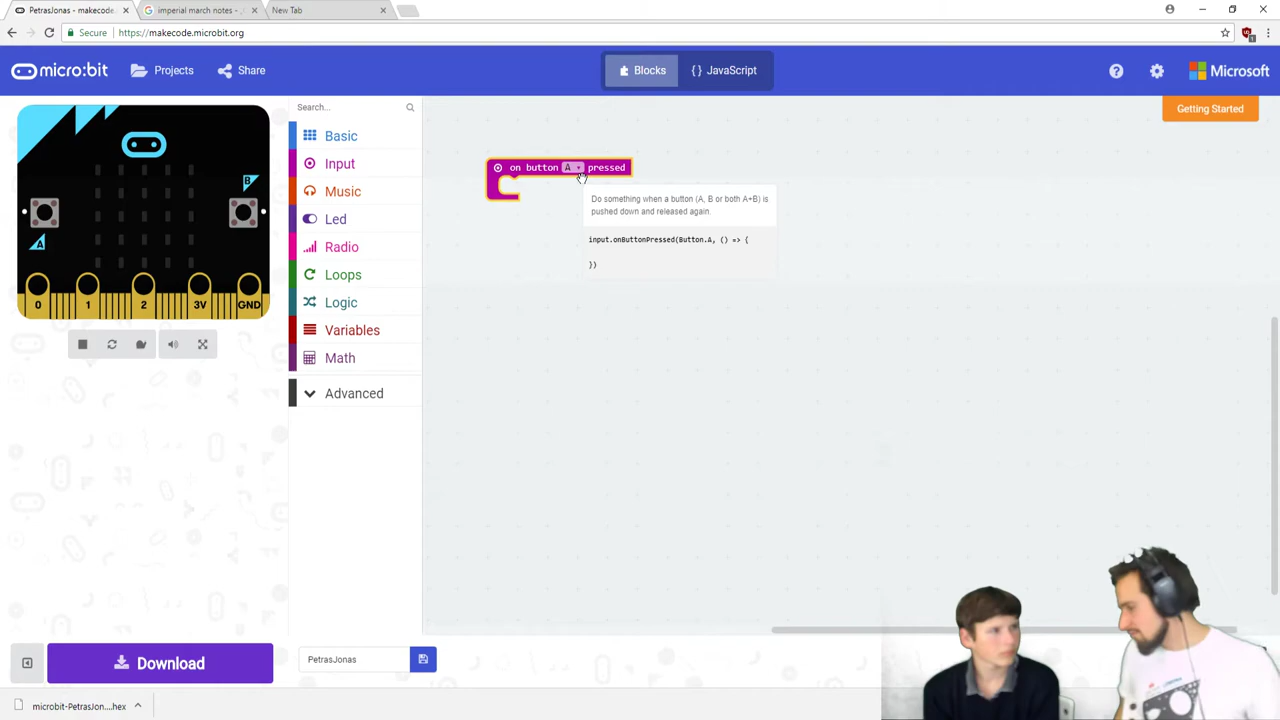 PetrasJonas - makecode.
imperial march notes -
New Tab
Secure
https://makecode.microbit.org
micro:bit
Projects
Share
Blocks
{} JavaScript
Microsoft
Getting Started
Search...
Basic
Input
Music
Led
Radio
Loops
Logic
Variables
Math
Advanced
on button A pressed
Do something when a button (A, B or both A+B) is
pushed down and released again.
input.onButtonPressed(Button.A, () => {
})
B
A
0 1 2 3V GND
Download
PetrasJonas
microbit-PetrasJon....hex